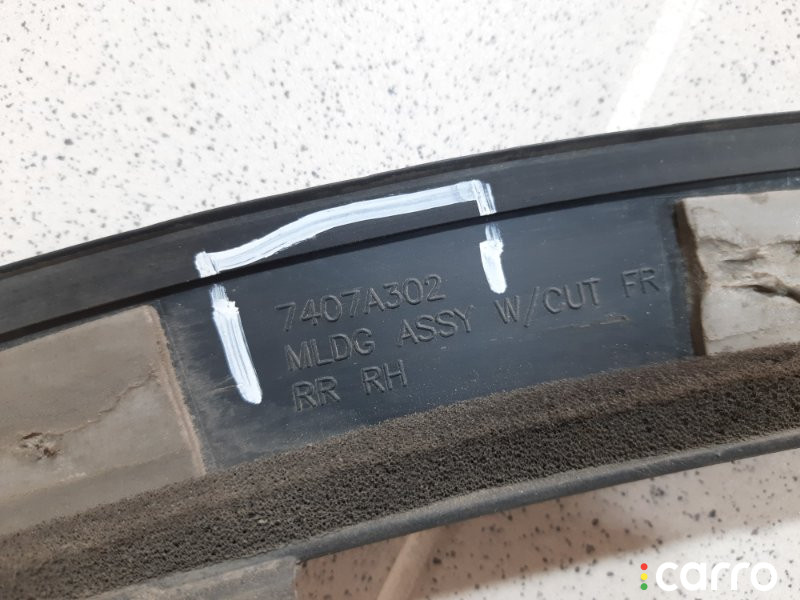 7407A302
MLDG ASSY W/CUT FR
RR RH
carro